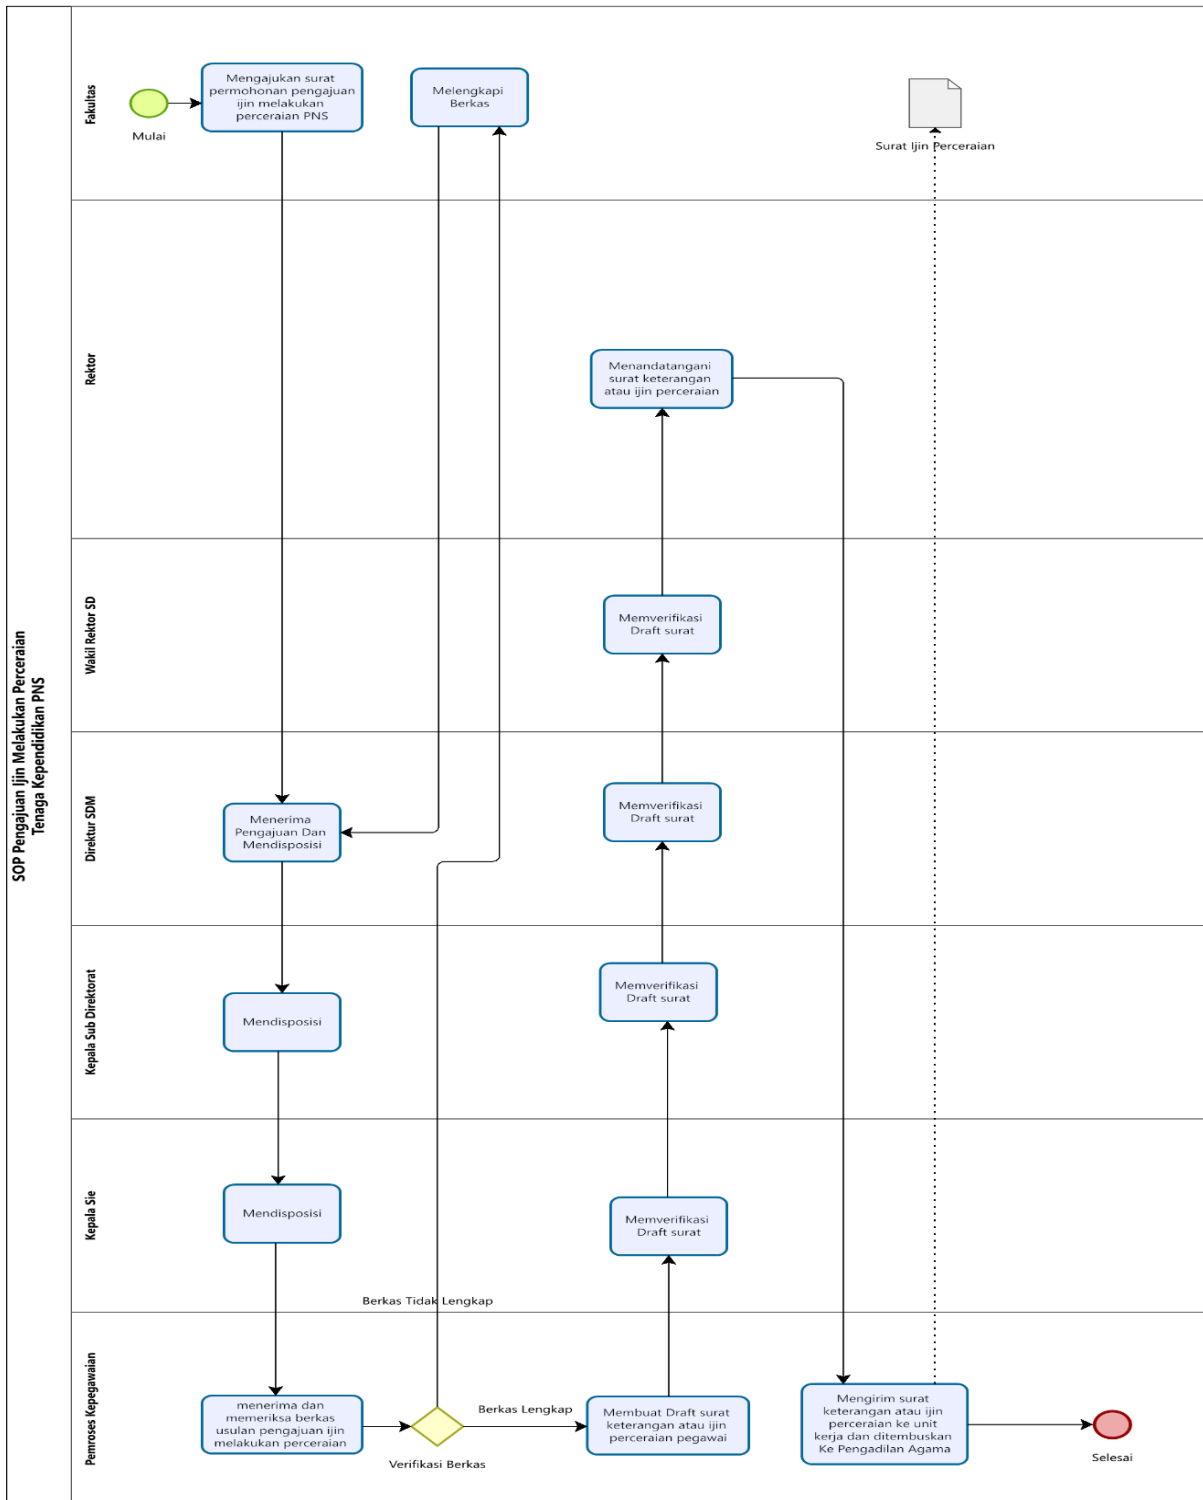 SOP Pengajuan Ijin Melakukan Perceraian
Tenaga Kependidikan PNS
Fakultas
Mulai
Mengajukan surat
permohonan pengajuan
ijin melakukan
perceraian PNS
Melengkapi
Berkas
Surat Ijin Perceraian
Rektor
Menandatangani
surat keterangan
atau ijin perceraian
Wakil Rektor SD
Memverifikasi
Draft surat
Direktur SDM
Menerima
Pengajuan Dan
Mendisposisi
Memverifikasi
Draft surat
Kepala Sub Direktorat
Mendisposisi
Memverifikasi
Draft surat
Kepala Sie
Mendisposisi
Memverifikasi
Draft surat
Berkas Tidak Lengkap
Pemroses Kepegawaian
menerima dan
memeriksa berkas
usulan pengajuan ijin
melakukan perceraian
Verifikasi Berkas
Berkas Lengkap
Membuat Draft surat
keterangan atau ijin
perceraian pegawai
Mengirim surat
keterangan atau ijin
perceraian ke unit
kerja dan ditembuskan
Ke Pengadilan Agama
Selesai